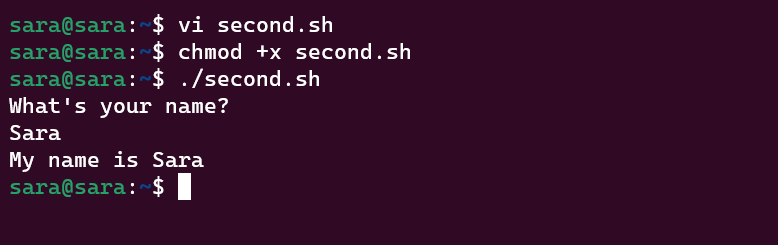 sara@sara:~$ vi second.sh
sara@sara:~$ chmod +x second.sh
sara@sara:~$ ./second.sh
What's your name?
Sara
My name is Sara
sara@sara:~$